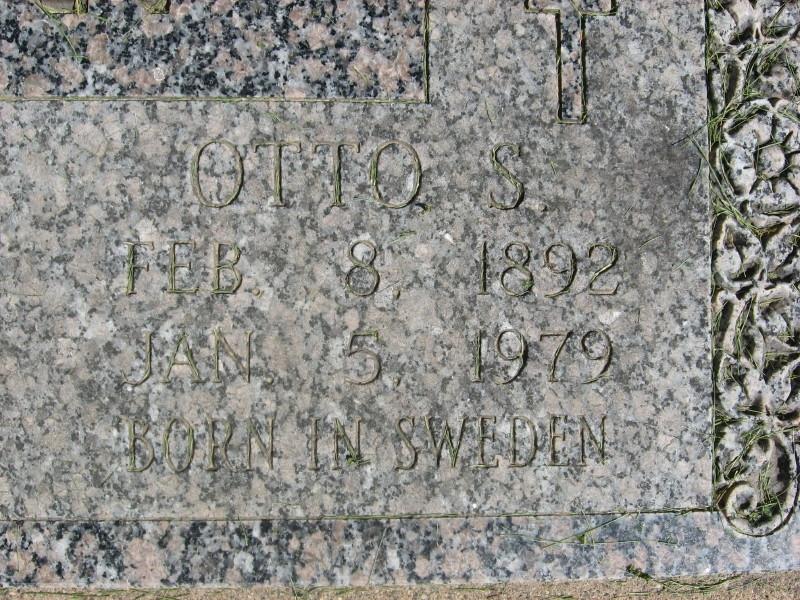 OTTO S.
FEB. 8, 1892
JAN. 5, 1979
BORN IN SWEDEN